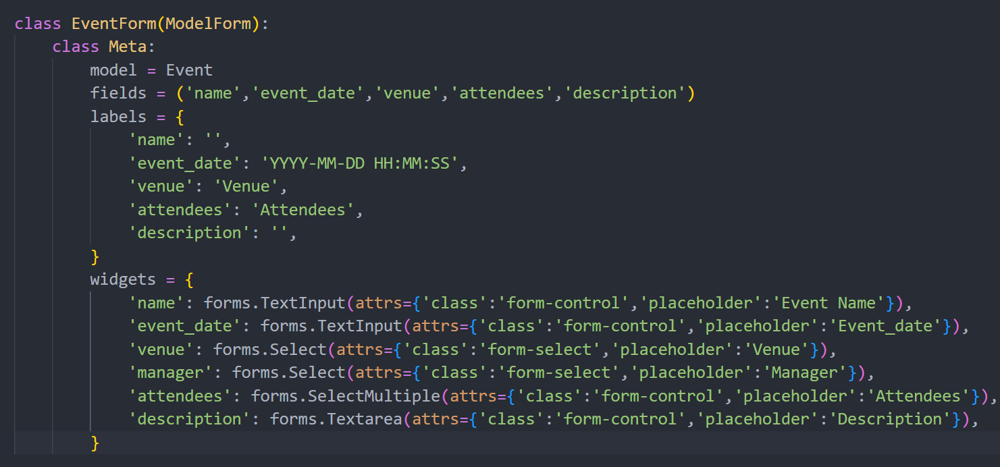 class EventForm(ModelForm):
    class Meta:
        model = Event
        fields = ('name','event_date','venue','attendees','description')
        labels = {
            'name': '',
            'event_date': 'YYYY-MM-DD HH:MM:SS',
            'venue': 'Venue',
            'attendees': 'Attendees',
            'description': '',
        }
        widgets = {
            'name': forms.TextInput(attrs={'class':'form-control','placeholder':'Event Name'}),
            'event_date': forms.TextInput(attrs={'class':'form-control','placeholder':'Event_date'}),
            'venue': forms.Select(attrs={'class':'form-select','placeholder':'Venue'}),
            'manager': forms.Select(attrs={'class':'form-select','placeholder':'Manager'}),
            'attendees': forms.SelectMultiple(attrs={'class':'form-control','placeholder':'Attendees'}),
            'description': forms.Textarea(attrs={'class':'form-control','placeholder':'Description'}),
        }